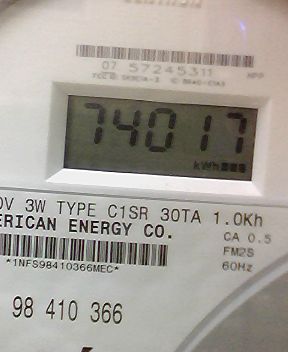 07 57245311
74017
kWh
0V 3W TYPE C1SR 30TA 1.0Kh
ERICAN ENERGY CO.
CA 0.5
FM2S
60Hz
*1NFS98410366MEC*
98 410 366